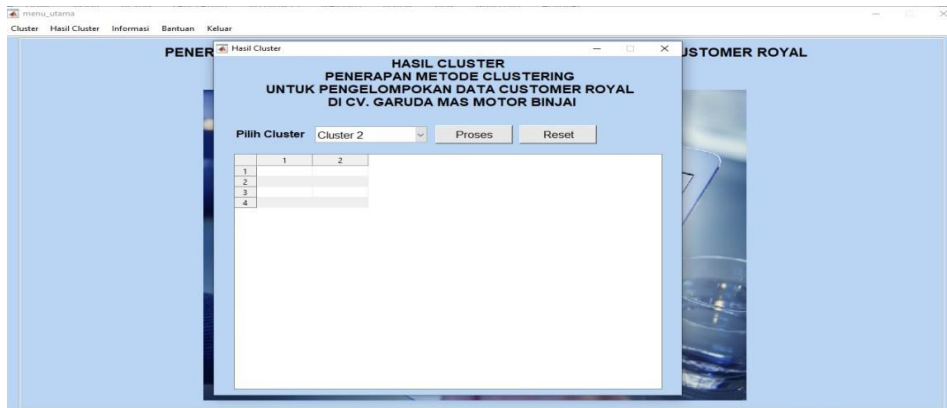 menu_utama
Cluster Hasil Cluster Informasi Bantuan Keluar
PENER
JSTOMER ROYAL
Hasil Cluster
HASIL CLUSTER
PENERAPAN METODE CLUSTERING
UNTUK PENGELOMPOKAN DATA CUSTOMER ROYAL
DI CV. GARUDA MAS MOTOR BINJAI
Pilih Cluster Cluster 2 Proses Reset
1 2
1
2
3
4